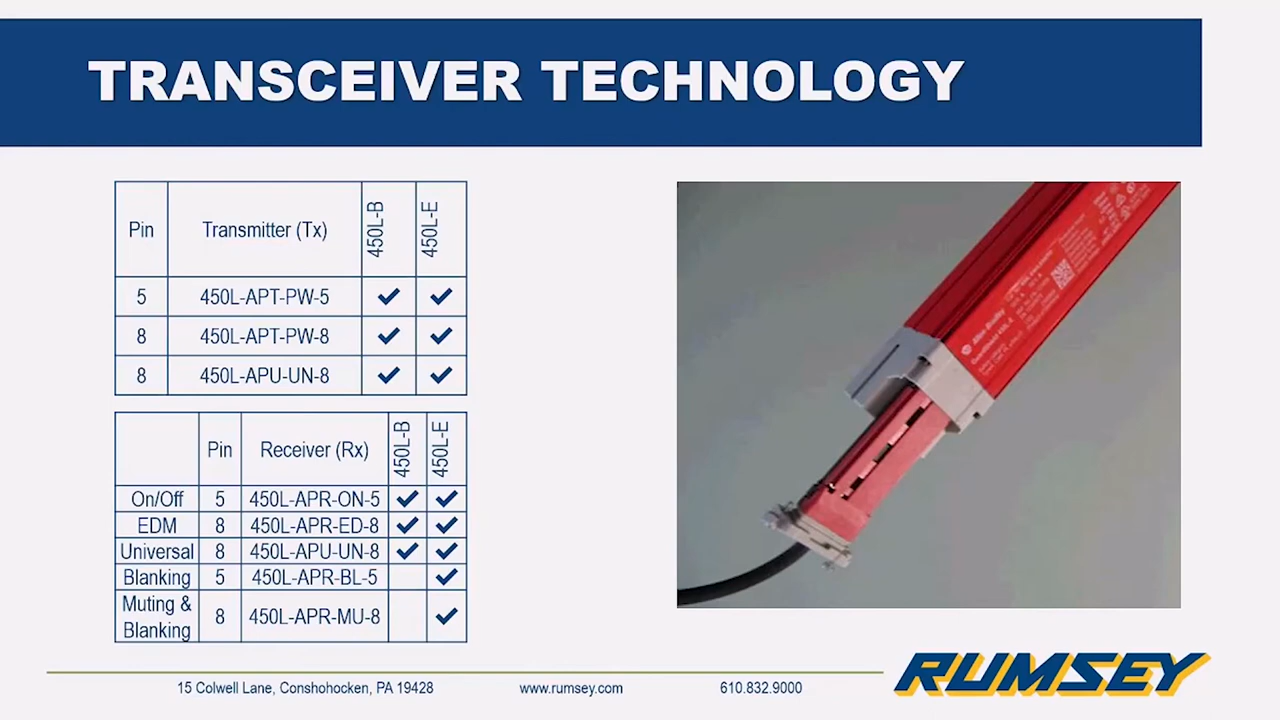 TRANSCEIVER TECHNOLOGY
Pin Transmitter (Tx) 450L-B 450L-E
5 450L-APT-PW-5 ✓ ✓
8 450L-APT-PW-8 ✓ ✓
8 450L-APU-UN-8 ✓ ✓
Pin Receiver (Rx) 450L-B 450L-E
On/Off 5 450L-APR-ON-5 ✓ ✓
EDM 8 450L-APR-ED-8 ✓ ✓
Universal 8 450L-APU-UN-8 ✓ ✓
Blanking 5 450L-APR-BL-5 ✓
Muting &
Blanking 8 450L-APR-MU-8 ✓
Allen-Bradley
15 Colwell Lane, Conshohocken, PA 19428 www.rumsey.com 610.832.9000
RUMSEY